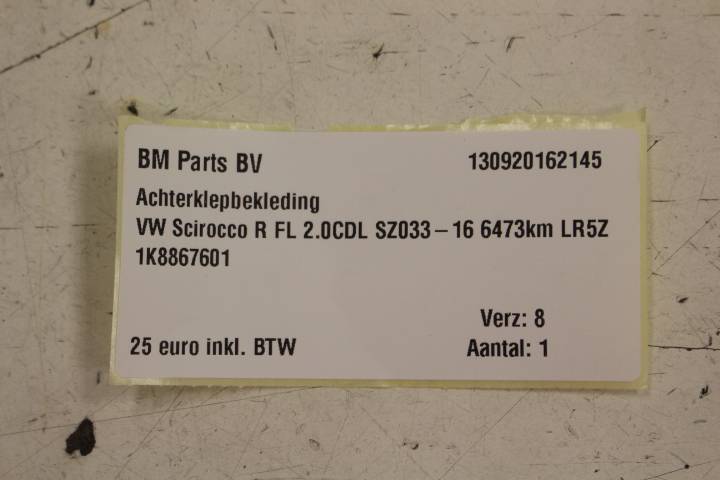 BM Parts BV 130920162145
Achterklepbekleding
VW Scirocco R FL 2.0CDL SZ033-16 6473km LR5Z
1K8867601
Verz: 8
25 euro inkl. BTW Aantal: 1